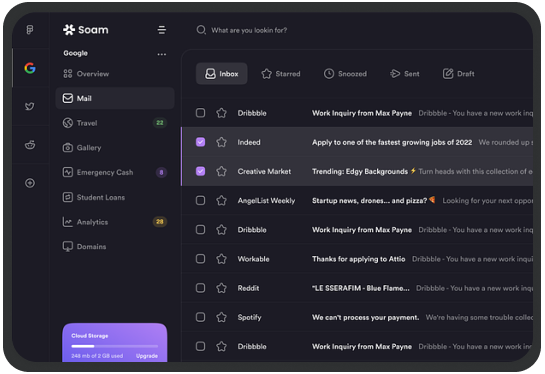 Soam
What are you lookin for?
Google
...
Overview
Mail
Travel 22
Gallery
Emergency Cash 8
Student Loans
Analytics 28
Domains
Cloud Storage
248 mb of 2 GB used Upgrade
Inbox Starred Snoozed Sent Draft
Dribbble Work Inquiry from Max Payne Dribbble - You have a new work inq
Indeed Apply to one of the fastest growing jobs of 2022 We rounded up s
Creative Market Trending: Edgy Backgrounds ⚡ Turn heads with this collection of e
AngelList Weekly Startup news, drones... and pizza? 🍕 Looking for your next oppor
Dribbble Work Inquiry from Max Payne Dribbble - You have a new work inq
Workable Thanks for applying to Attio Dribbble - You have a new work inqui
Reddit "LE SSERAFIM - Blue Flame... Dribbble - You have a new work inq
Spotify We can't process your payment. We're having some trouble collec
Dribbble Work Inquiry from Max Payne Dribbble - You have a new work inq